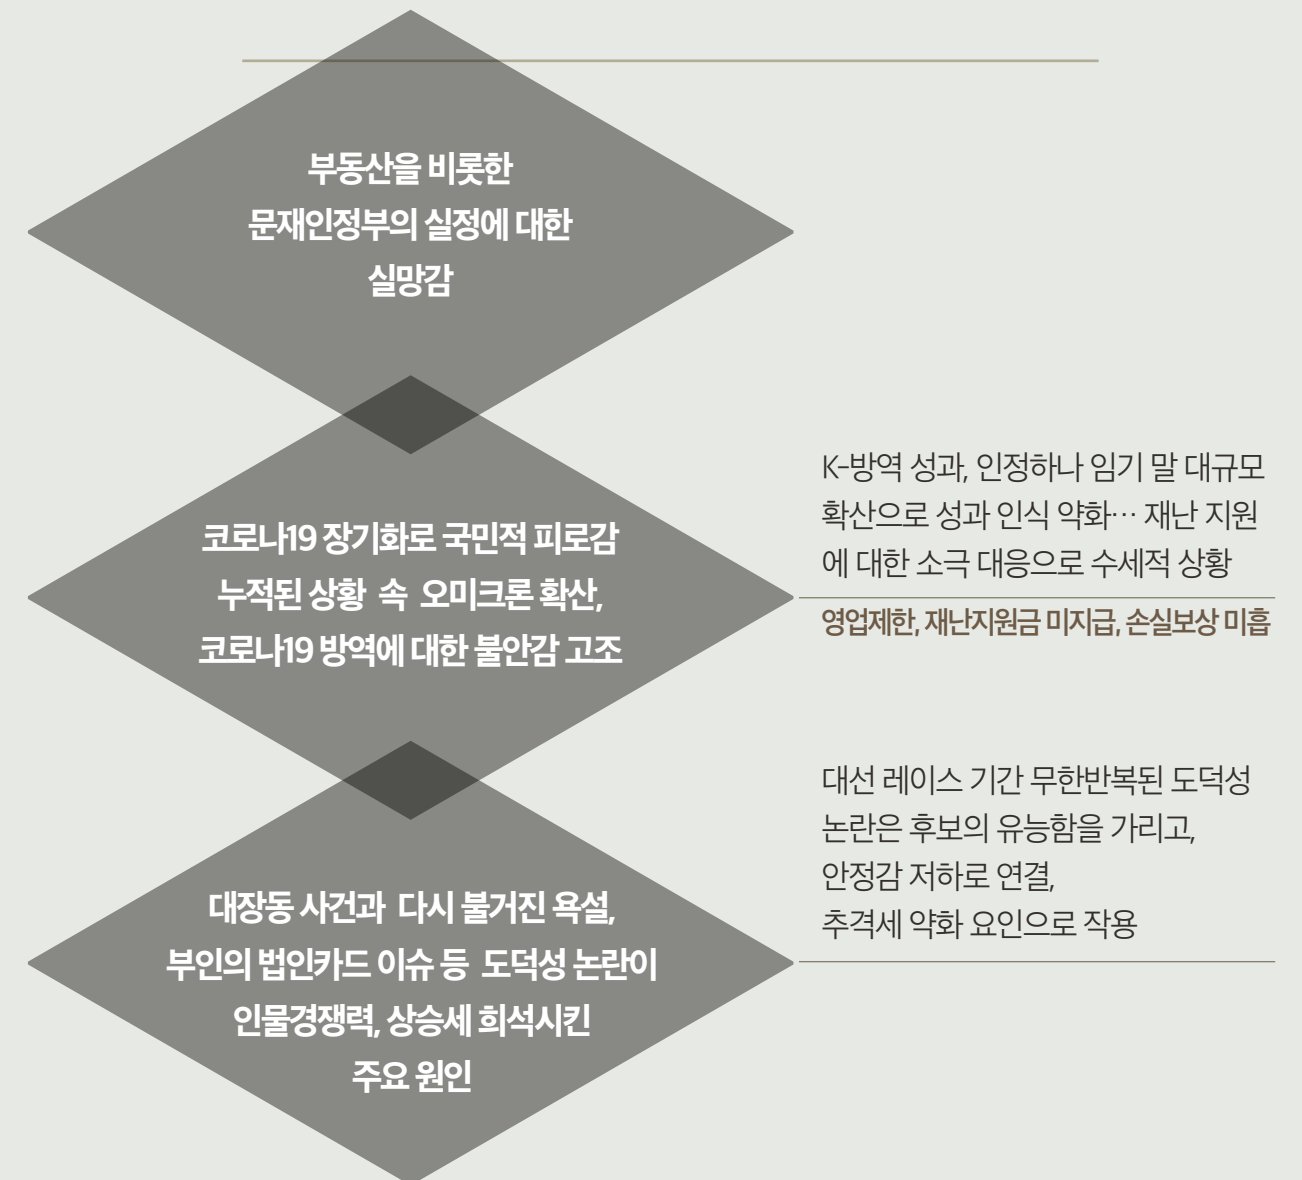 부동산을 비롯한
문재인정부의 실정에 대한
실망감
코로나19 장기화로 국민적 피로감
누적된 상황 속 오미크론 확산,
코로나19 방역에 대한 불안감 고조
K-방역 성과, 인정하나 임기 말 대규모
확산으로 성과 인식 약화… 재난 지원
에 대한 소극 대응으로 수세적 상황
영업제한, 재난지원금 미지급, 손실보상 미흡
대장동 사건과 다시 불거진 욕설,
부인의 법인카드 이슈 등 도덕성 논란이
인물경쟁력, 상승세 희석시킨
주요 원인
대선 레이스 기간 무한반복된 도덕성
논란은 후보의 유능함을 가리고,
안정감 저하로 연결,
추격세 약화 요인으로 작용